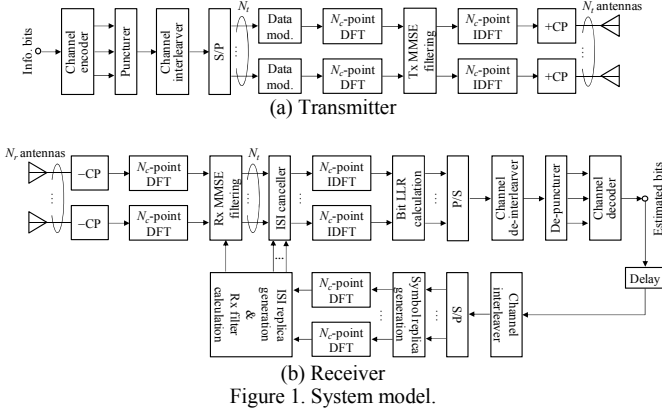 Info. bits
Channel encoder
Puncturer
Channel interlearver
S/P
Nt
Data mod.
Nc-point DFT
Tx MMSE filtering
Nc-point IDFT
+CP
Nt antennas
...
Data mod.
Nc-point DFT
Nc-point IDFT
+CP
(a) Transmitter
Nr antennas
–CP
Nc-point DFT
Rx MMSE filtering
Nt
ISI canceller
Nc-point IDFT
Bit LLR calculation
P/S
Channel de-interlearver
De-puncturer
Channel decoder
Estimated bits
–CP
Nc-point DFT
Nc-point IDFT
Delay
ISI replica generation & Rx filter calculation
Nc-point DFT
Nc-point DFT
Symbol replica generation
S/P
Channel interleaver
(b) Receiver
Figure 1. System model.